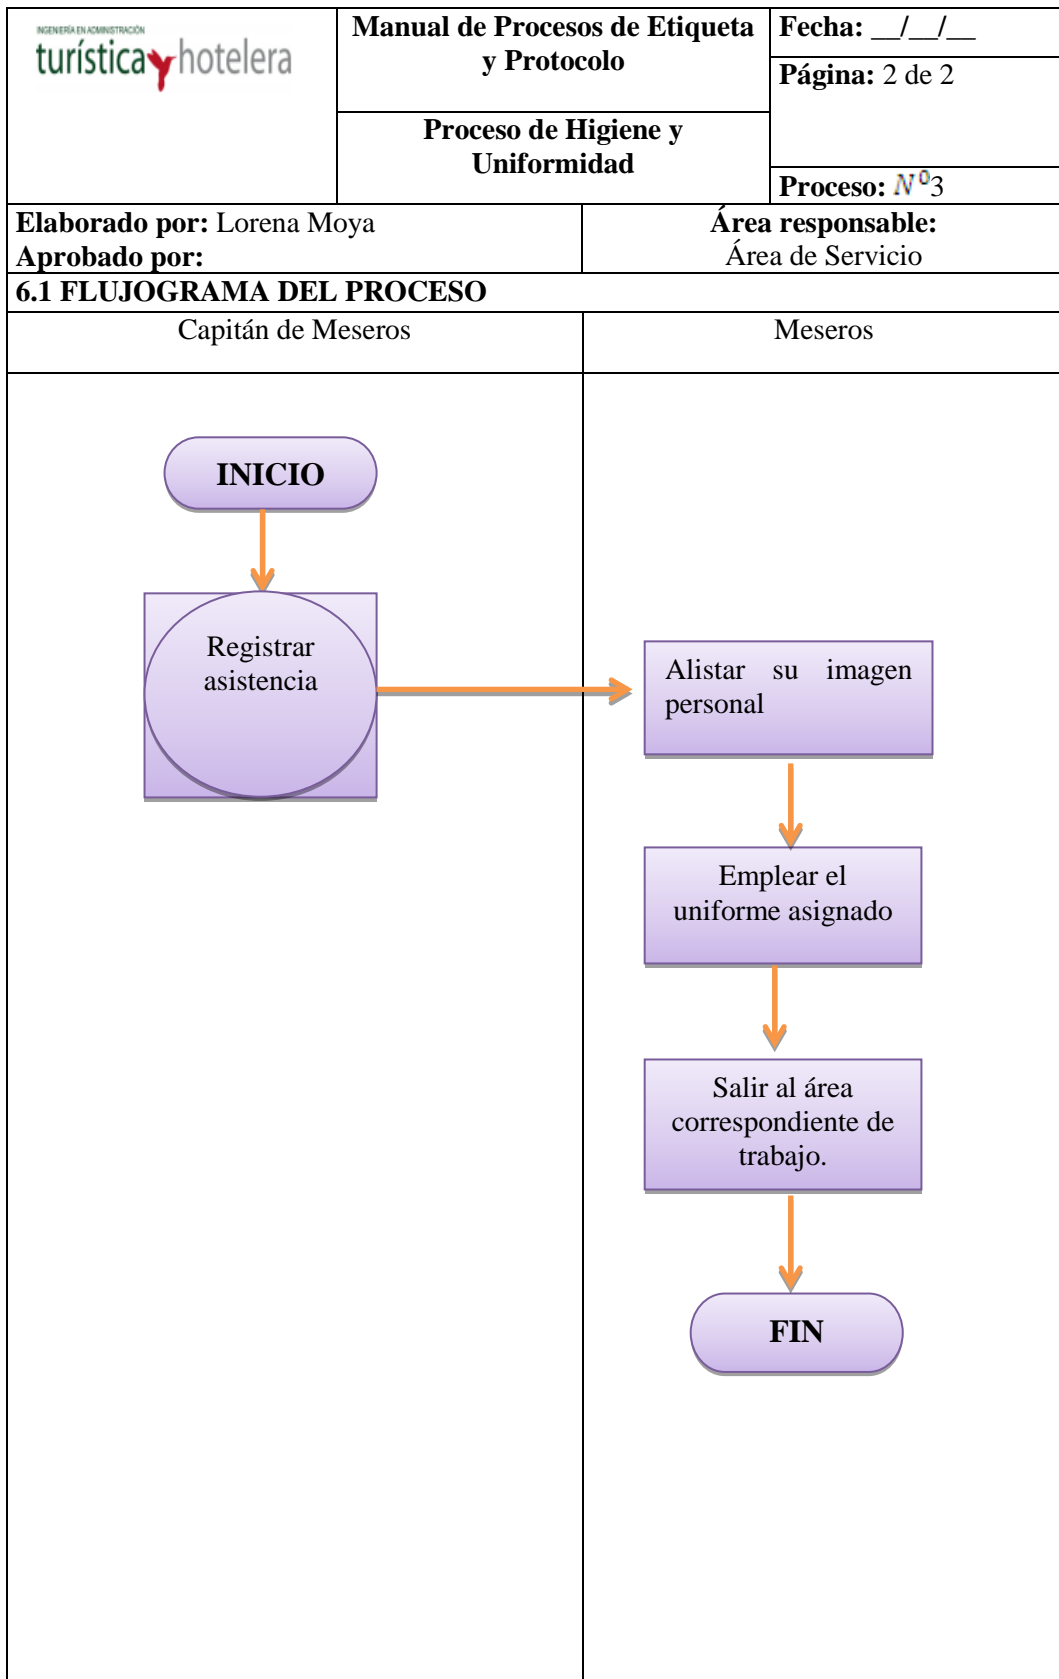 INGENIERÍA EN ADMINISTRACIÓN
turística y hotelera
Manual de Procesos de Etiqueta
y Protocolo
Fecha: __/__/__
Página: 2 de 2
Proceso de Higiene y
Uniformidad
Proceso: N⁰3
Elaborado por: Lorena Moya
Aprobado por:
Área responsable:
Área de Servicio
6.1 FLUJOGRAMA DEL PROCESO
Capitán de Meseros
Meseros
INICIO
Registrar
asistencia
Alistar su imagen
personal
Emplear el
uniforme asignado
Salir al área
correspondiente de
trabajo.
FIN